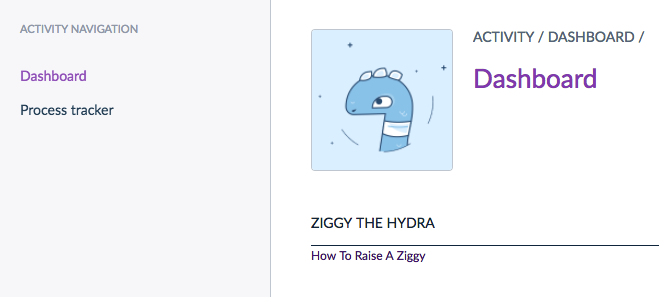 ACTIVITY NAVIGATION
Dashboard
Process tracker
ACTIVITY / DASHBOARD /
Dashboard
ZIGGY THE HYDRA
How To Raise A Ziggy